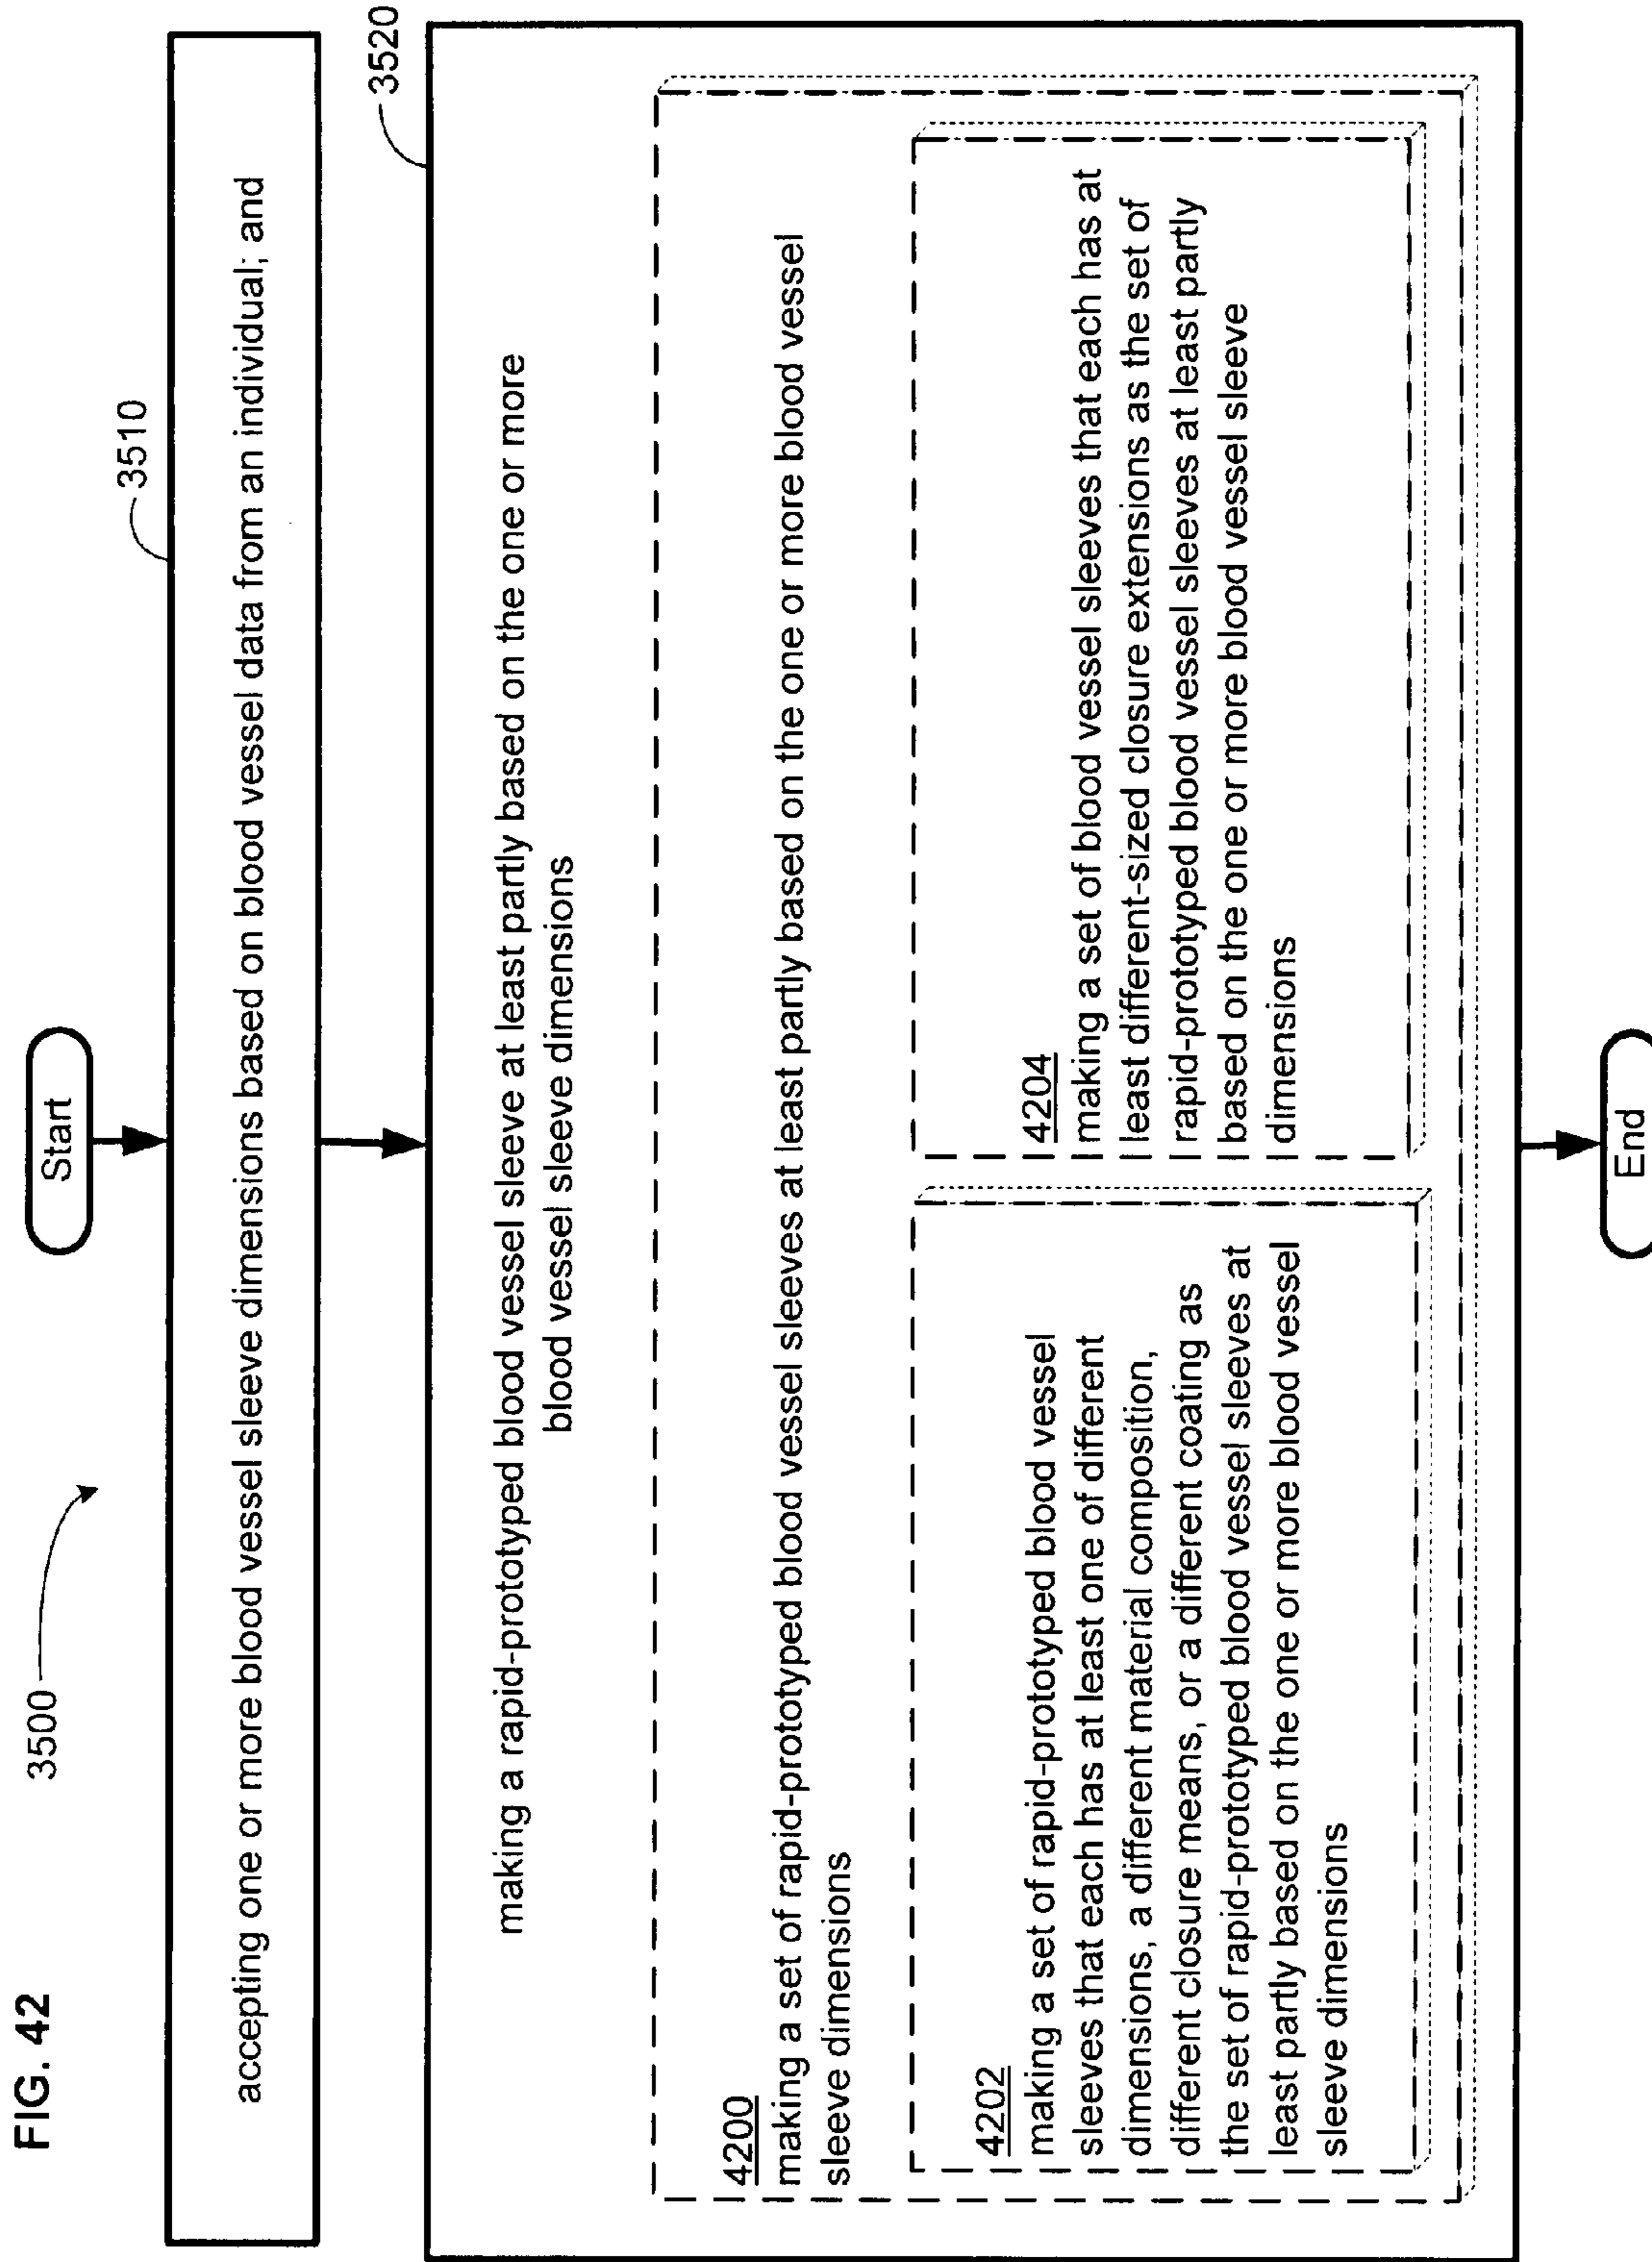 FIG. 42
3500
Start
3510
accepting one or more blood vessel sleeve dimensions based on blood vessel data from an individual; and
3520
making a rapid-prototyped blood vessel sleeve at least partly based on the one or more
blood vessel sleeve dimensions
4200
making a set of rapid-prototyped blood vessel sleeves at least partly based on the one or more blood vessel
sleeve dimensions
4202
making a set of rapid-prototyped blood vessel
sleeves that each has at least one of different
dimensions, a different material composition,
different closure means, or a different coating as
the set of rapid-prototyped blood vessel sleeves at
least partly based on the one or more blood vessel
sleeve dimensions
4204
making a set of blood vessel sleeves that each has at
least different-sized closure extensions as the set of
rapid-prototyped blood vessel sleeves at least partly
based on the one or more blood vessel sleeve
dimensions
End